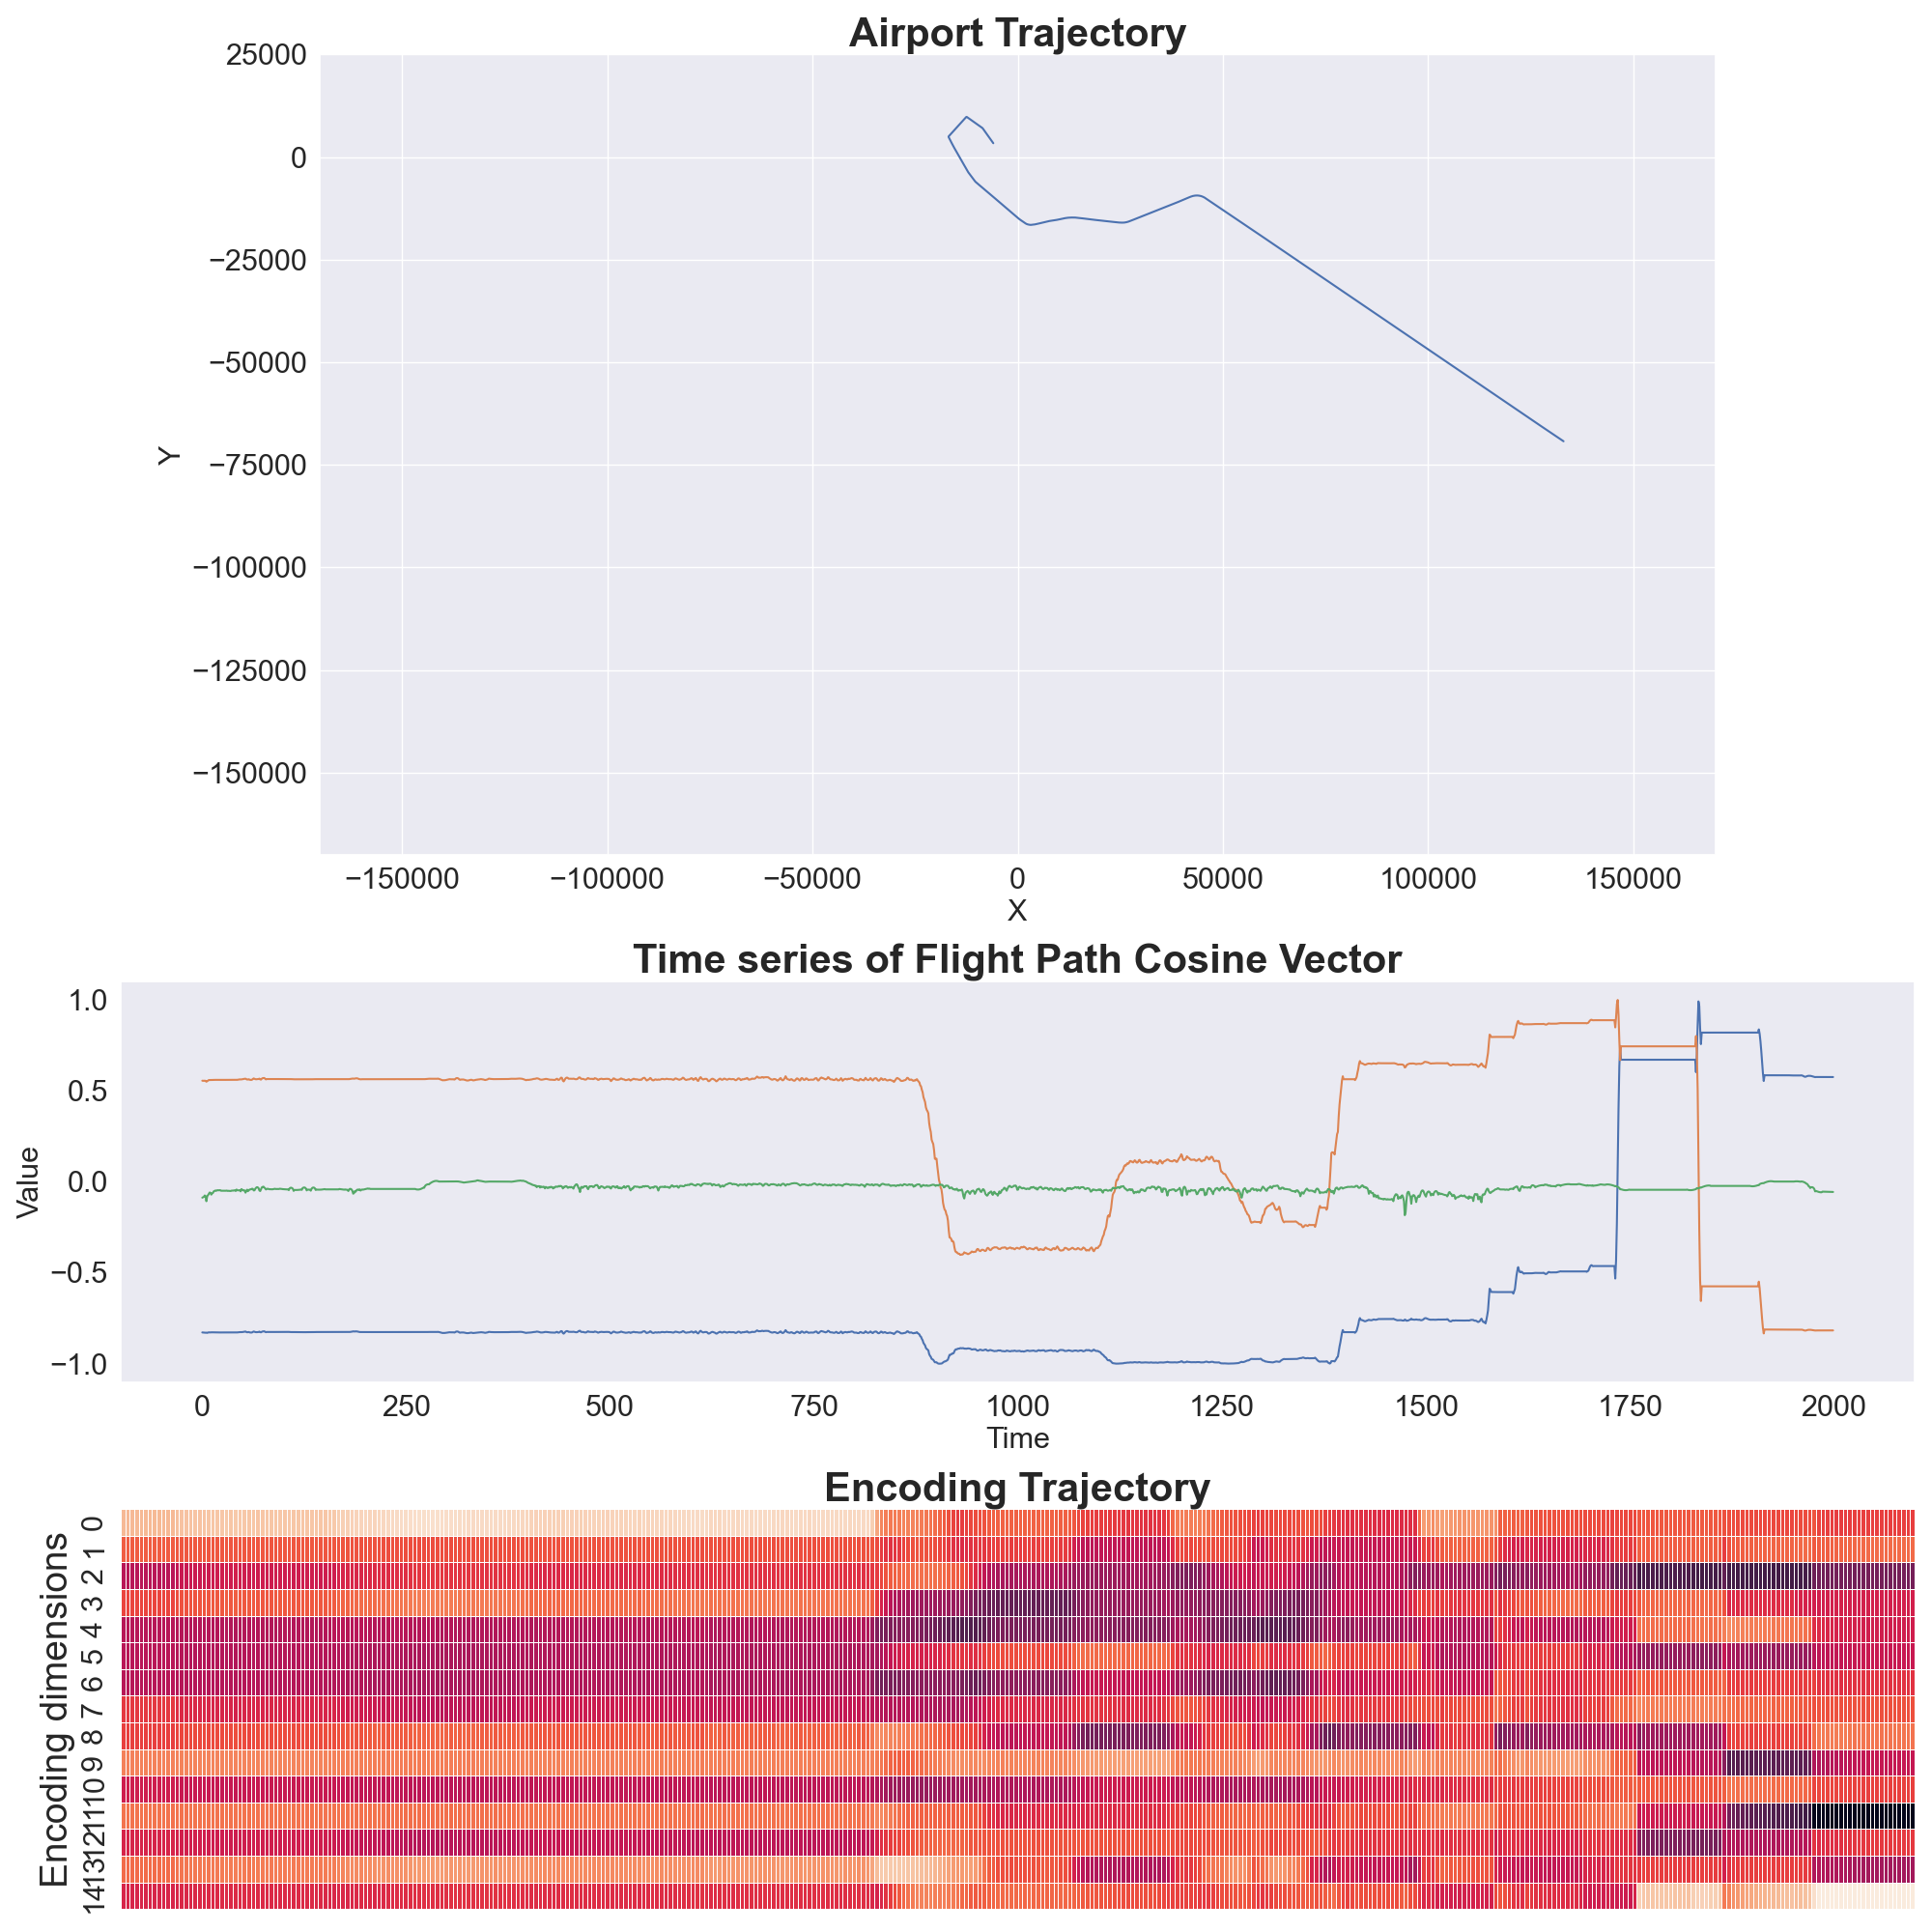 Airport Trajectory
25000
0
−25000
−50000
−75000
−100000
−125000
−150000
Y
−150000 −100000 −50000 0 50000 100000 150000
X
Time series of Flight Path Cosine Vector
1.0
0.5
0.0
−0.5
−1.0
Value
0 250 500 750 1000 1250 1500 1750 2000
Time
Encoding Trajectory
Encoding dimensions
0
1
2
3
4
5
6
7
8
9
10
11
12
13
14